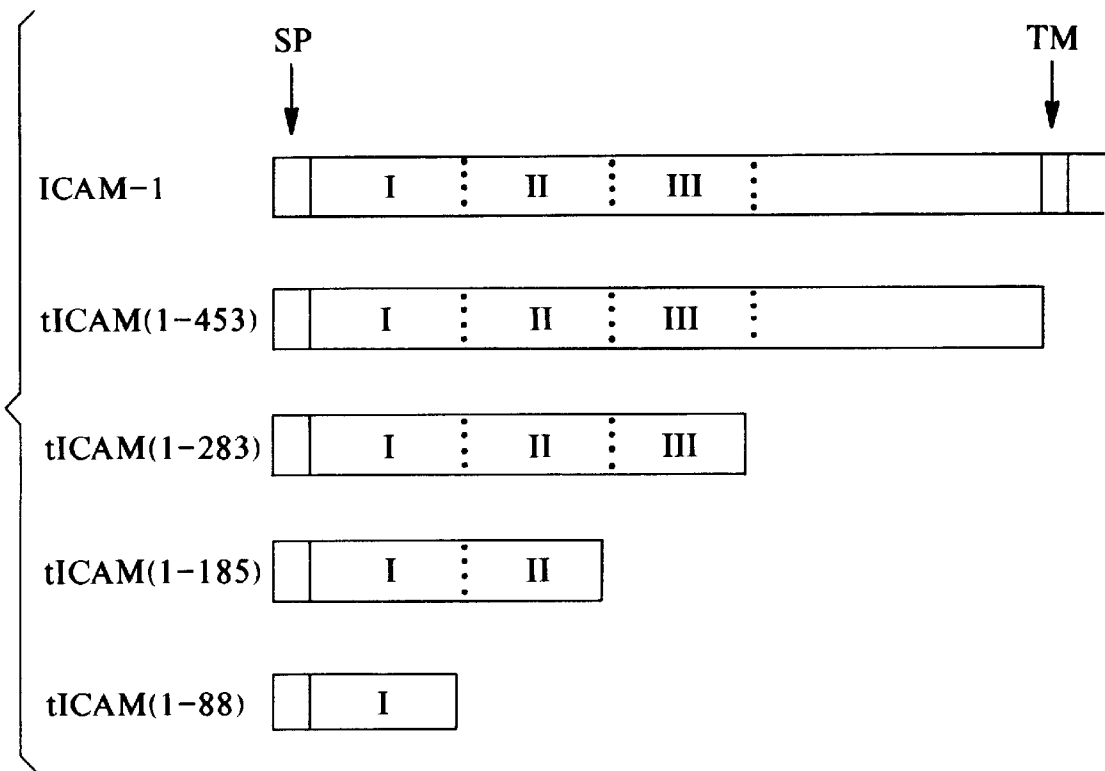 SP TM
ICAM-1 I II III
tICAM(1-453) I II III
tICAM(1-283) I II III
tICAM(1-185) I II
tICAM(1-88) I